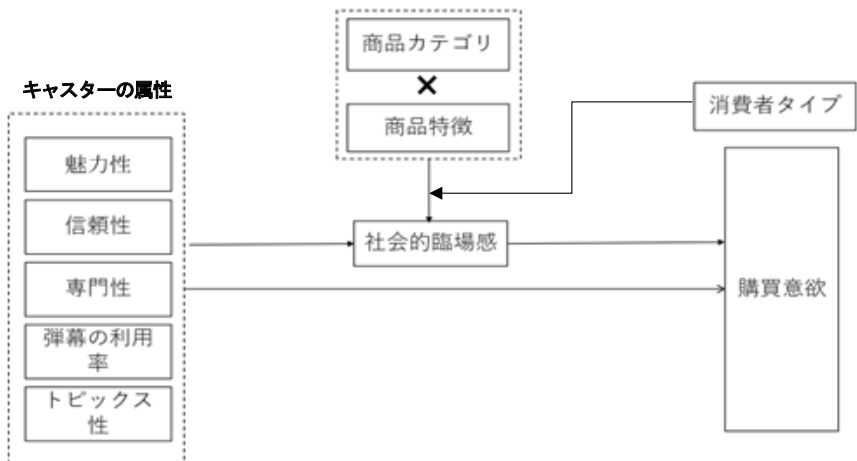 商品カテゴリ
×
商品特徴
キャスターの属性
消費者タイプ
魅力性
信頼性
専門性
弾幕の利用
率
トピックス
性
社会的臨場感
購買意欲